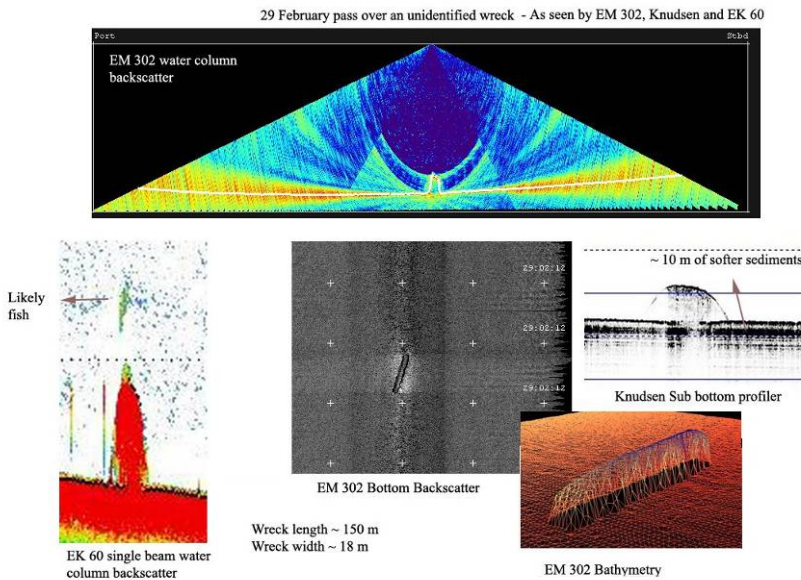 29 February pass over an unidentified wreck - As seen by EM 302, Knudsen and EK 60
Port
Stbd
EM 302 water column
backscatter
Likely
fish
29:02:12
29:02:12
29:02:12
~ 10 m of softer sediments
Knudsen Sub bottom profiler
EM 302 Bottom Backscatter
Wreck length ~ 150 m
Wreck width ~ 18 m
EK 60 single beam water
column backscatter
EM 302 Bathymetry